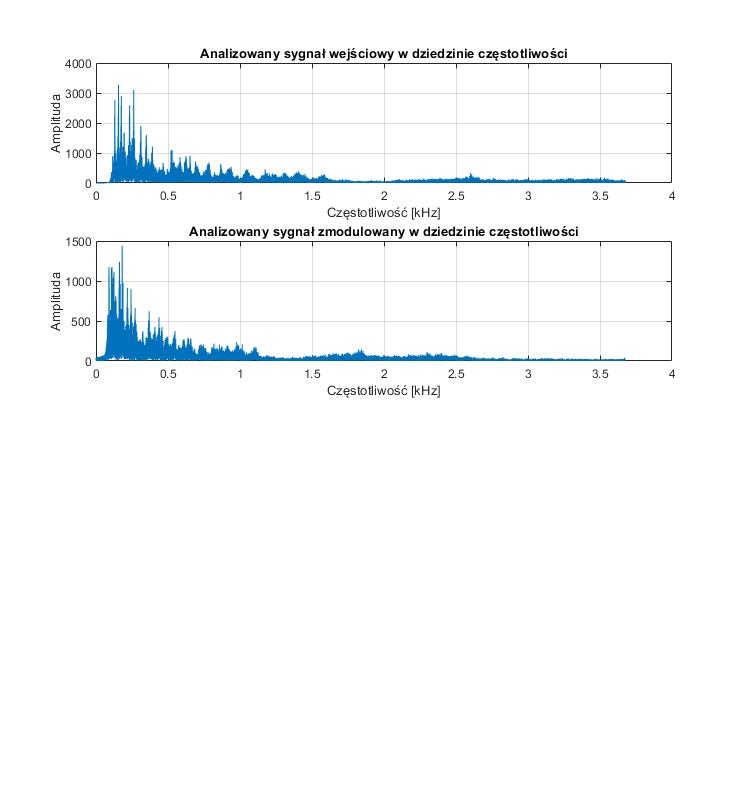 Analizowany sygnał wejściowy w dziedzinie częstotliwości
4000
3000
2000
1000
0
Amplituda
0 0.5 1 1.5 2 2.5 3 3.5 4
Częstotliwość [kHz]
Analizowany sygnał zmodulowany w dziedzinie częstotliwości
1500
1000
500
0
Amplituda
0 0.5 1 1.5 2 2.5 3 3.5 4
Częstotliwość [kHz]